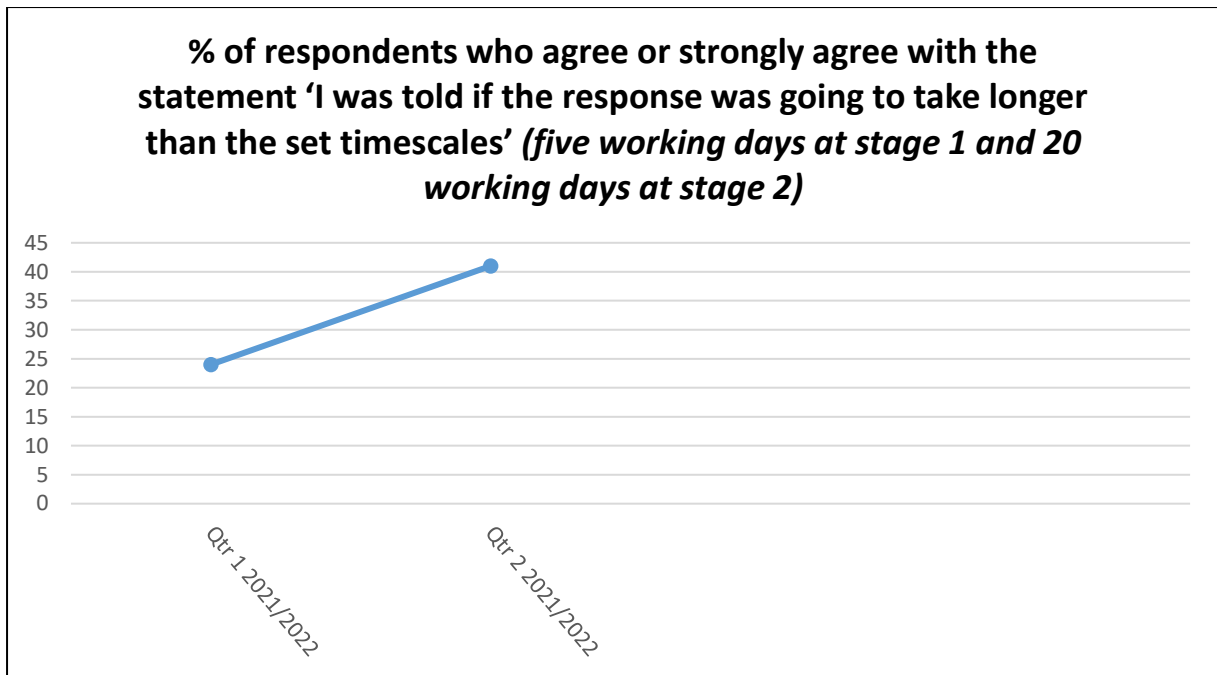 % of respondents who agree or strongly agree with the
statement ‘I was told if the response was going to take longer
than the set timescales’ (five working days at stage 1 and 20
working days at stage 2)
45
40
35
30
25
20
15
10
5
0
Qtr 1 2021/2022
Qtr 2 2021/2022